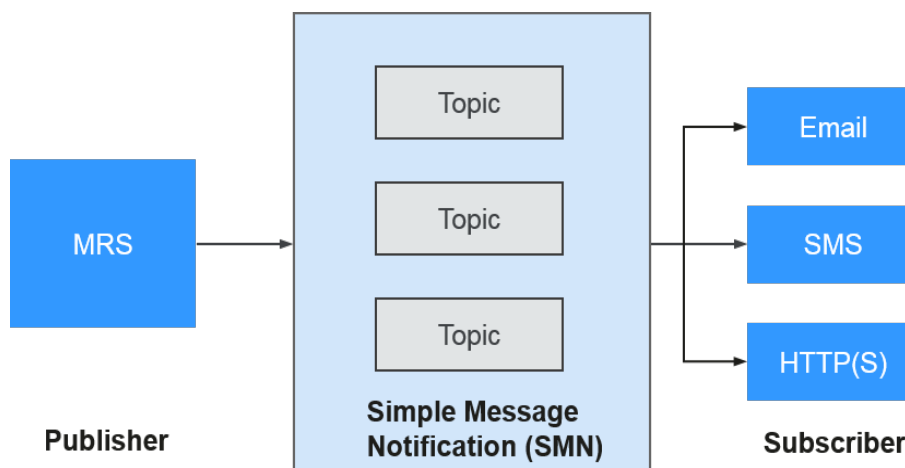 MRS
Publisher
Topic
Topic
Topic
Simple Message
Notification (SMN)
Email
SMS
HTTP(S)
Subscriber